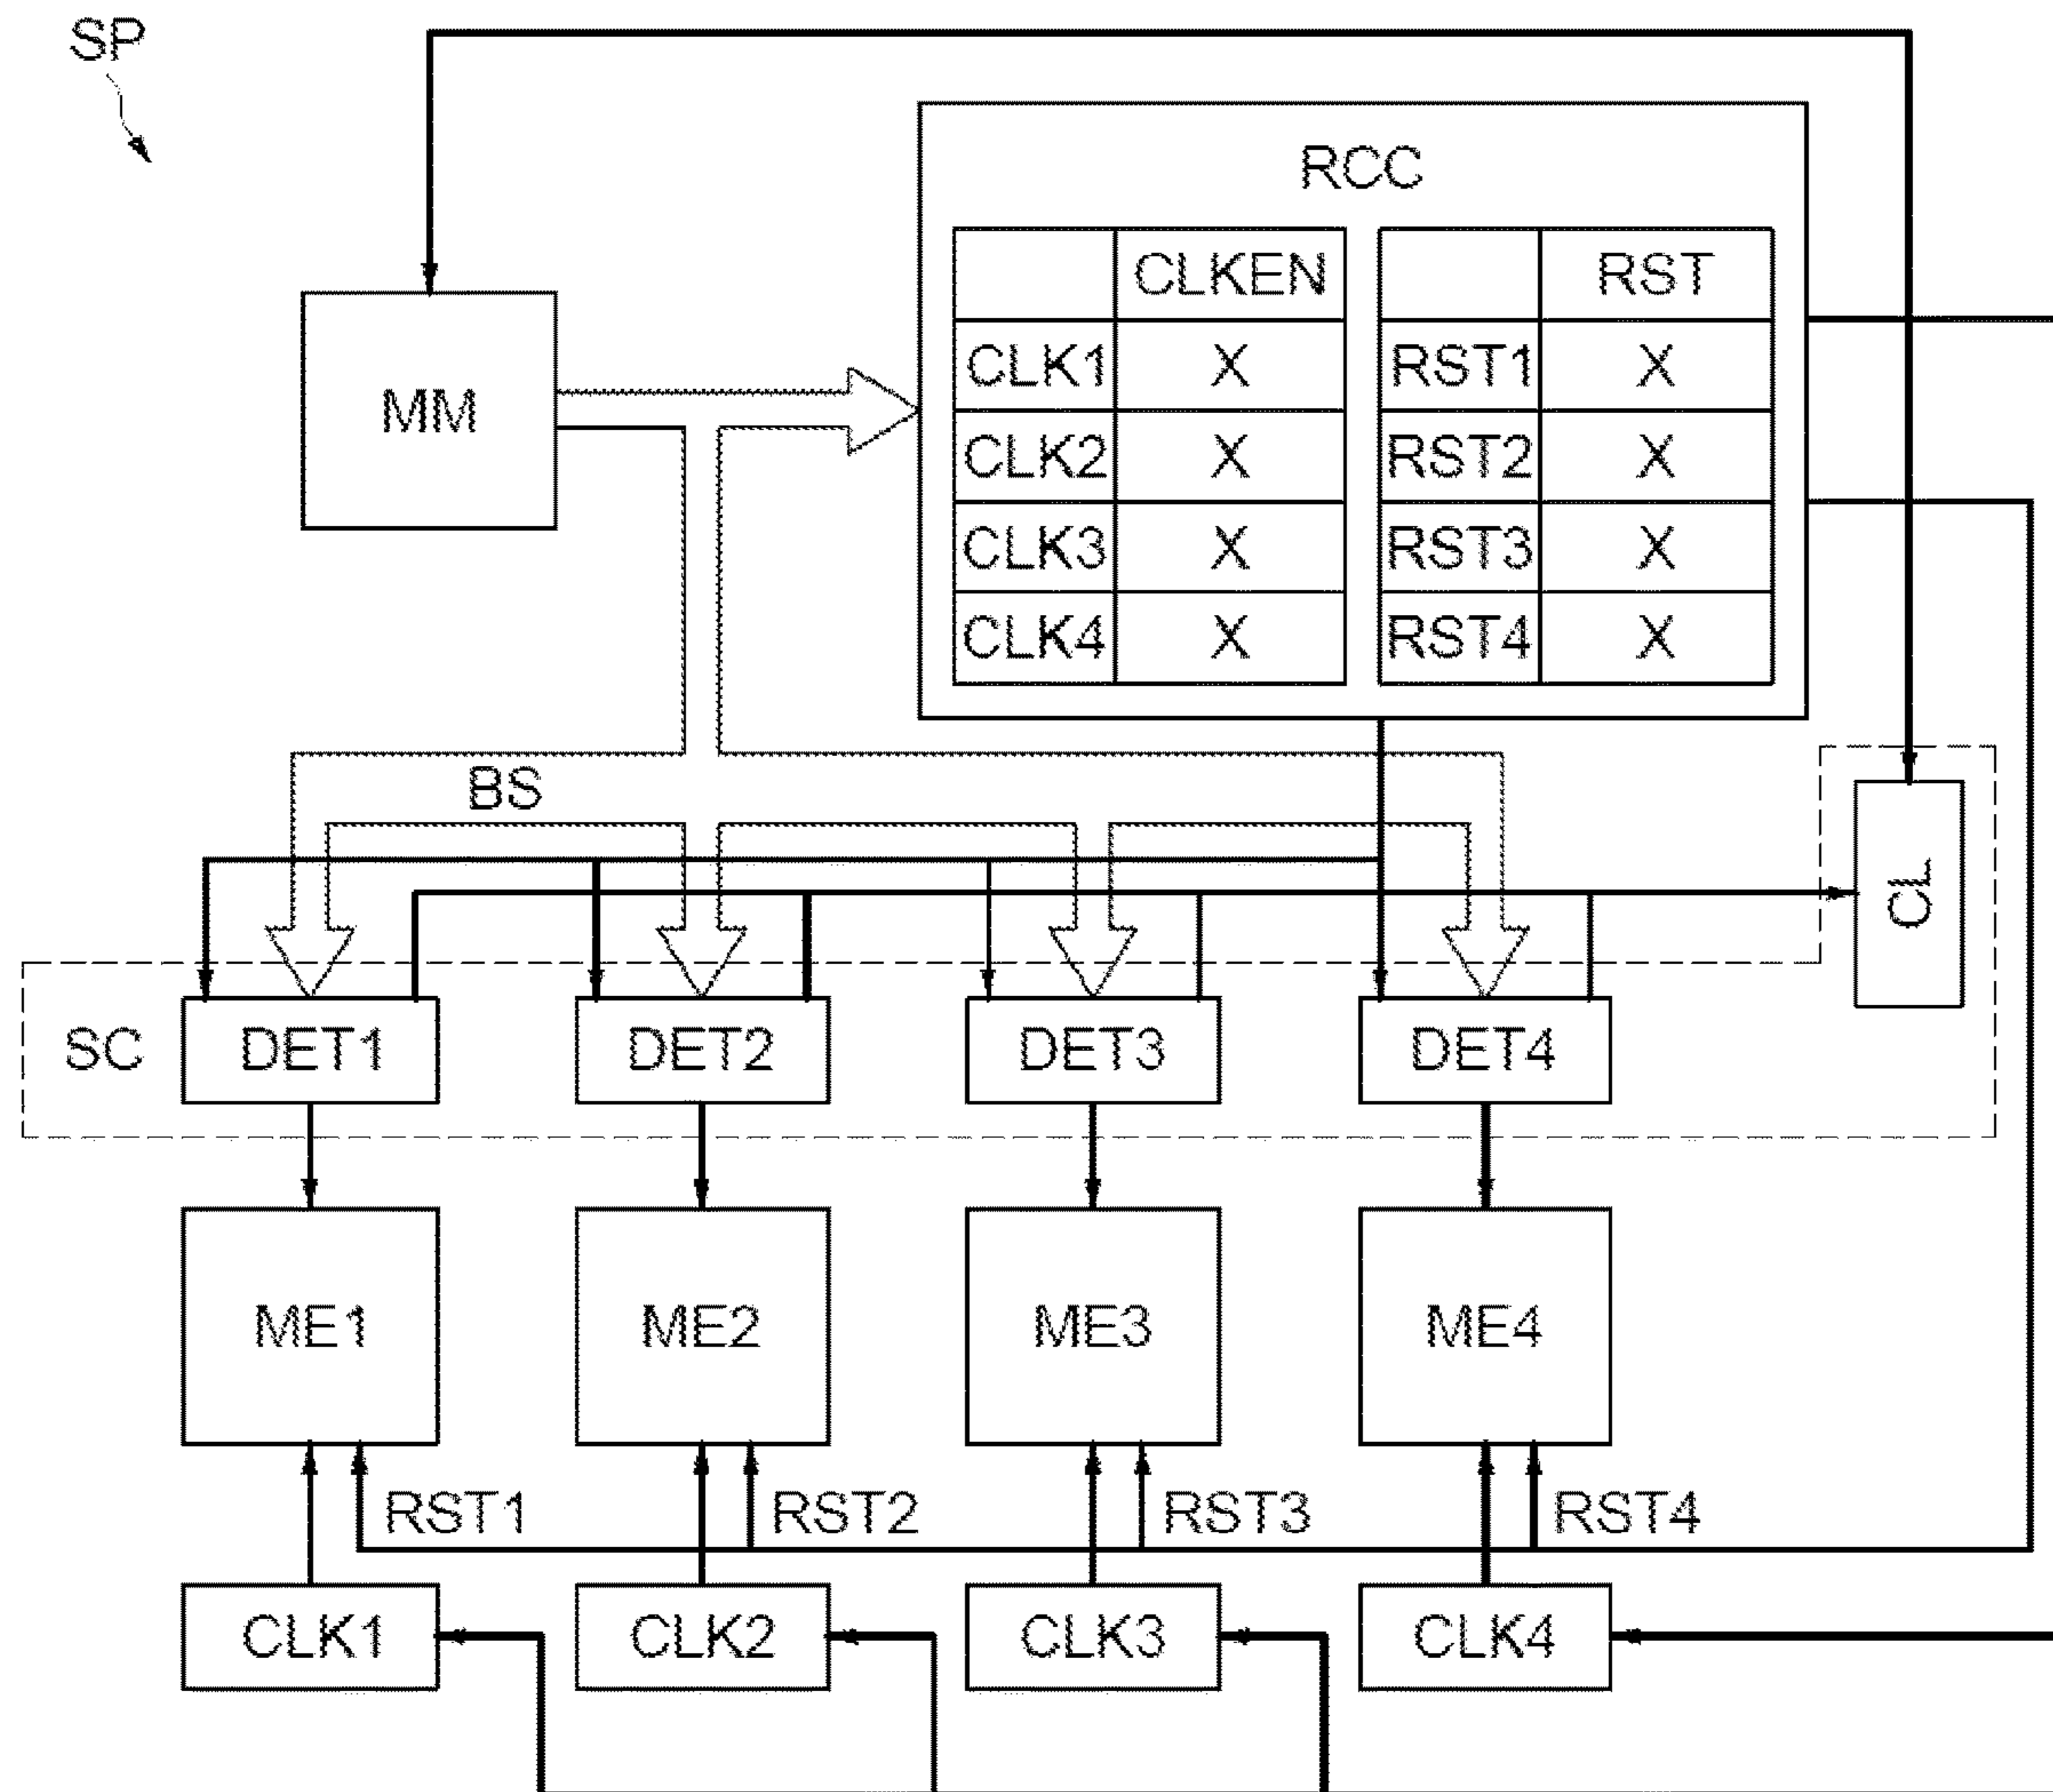 SP
RCC
CLKEN RST
MM
CLK1 X RST1 X
CLK2 X RST2 X
CLK3 X RST3 X
CLK4 X RST4 X
BS
CL
SC DET1 DET2 DET3 DET4
ME1 ME2 ME3 ME4
RST1 RST2 RST3 RST4
CLK1 CLK2 CLK3 CLK4